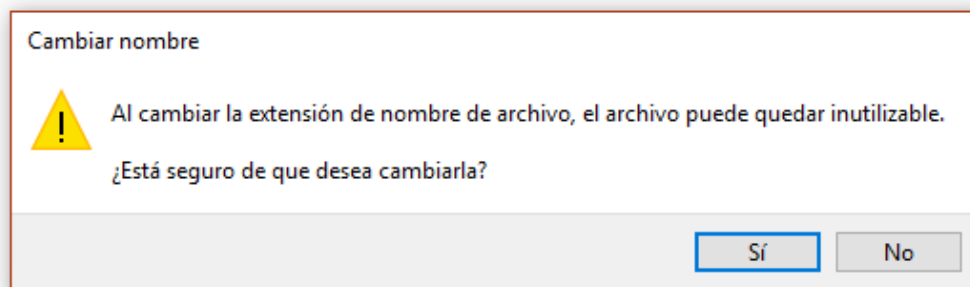 Cambiar nombre
Al cambiar la extensión de nombre de archivo, el archivo puede quedar inutilizable.
¿Está seguro de que desea cambiarla?
Sí
No